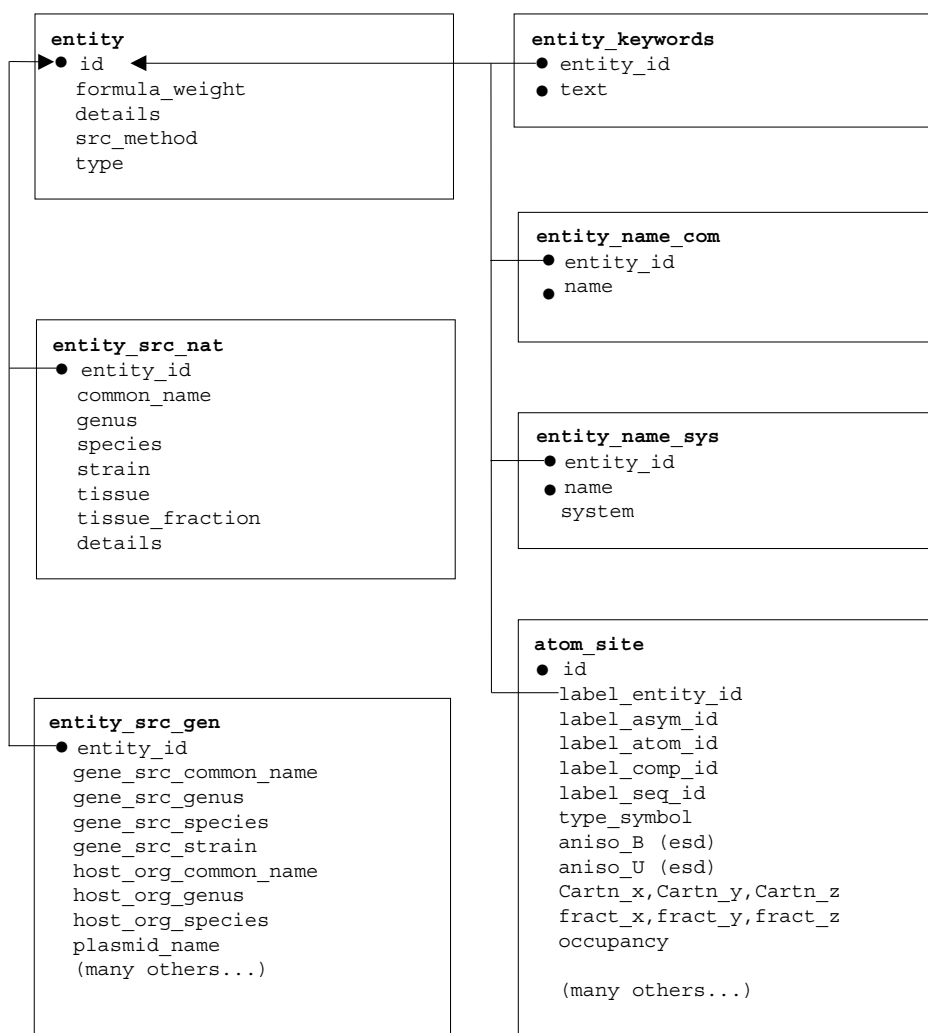 entity
id
formula_weight
details
src_method
type
entity_keywords
entity_id
text
entity_name_com
entity_id
name
entity_src_nat
entity_id
common_name
genus
species
strain
tissue
tissue_fraction
details
entity_name_sys
entity_id
name
system
entity_src_gen
entity_id
gene_src_common_name
gene_src_genus
gene_src_species
gene_src_strain
host_org_common_name
host_org_genus
host_org_species
plasmid_name
(many others...)
atom_site
id
label_entity_id
label_asym_id
label_atom_id
label_comp_id
label_seq_id
type_symbol
aniso_B (esd)
aniso_U (esd)
Cartn_x,Cartn_y,Cartn_z
fract_x,fract_y,fract_z
occupancy
(many others...)